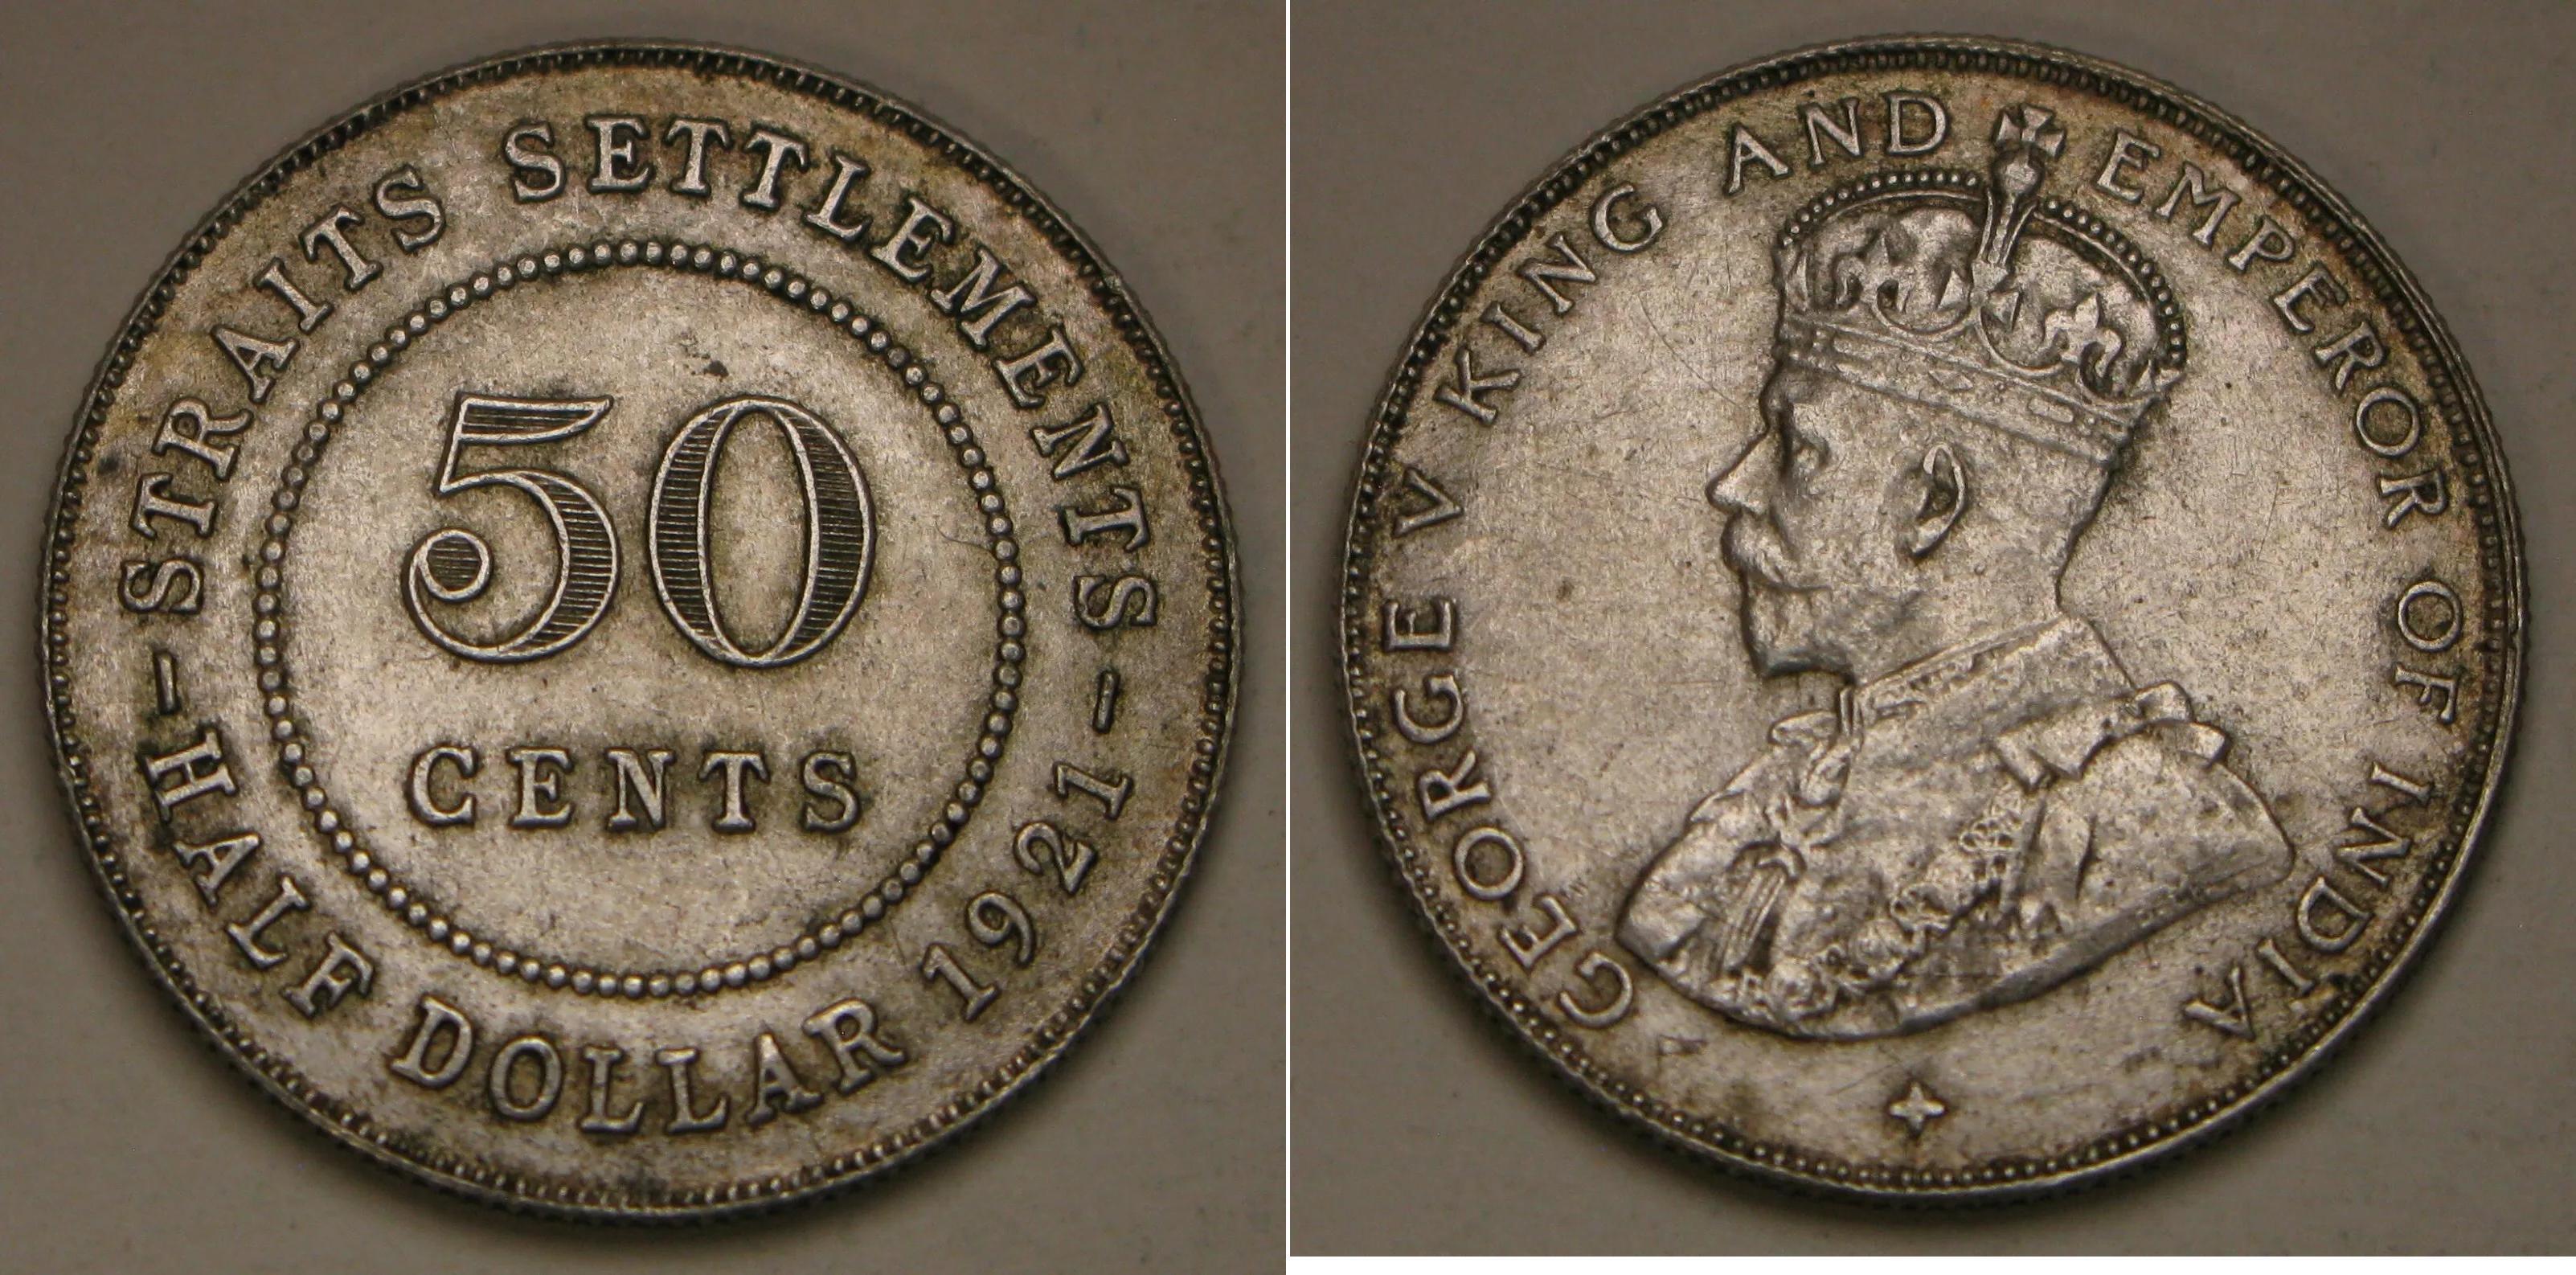 STRAITS SETTLEMENTS
50
CENTS
HALF DOLLAR 1921
GEORGE V KING AND EMPEROR OF INDIA